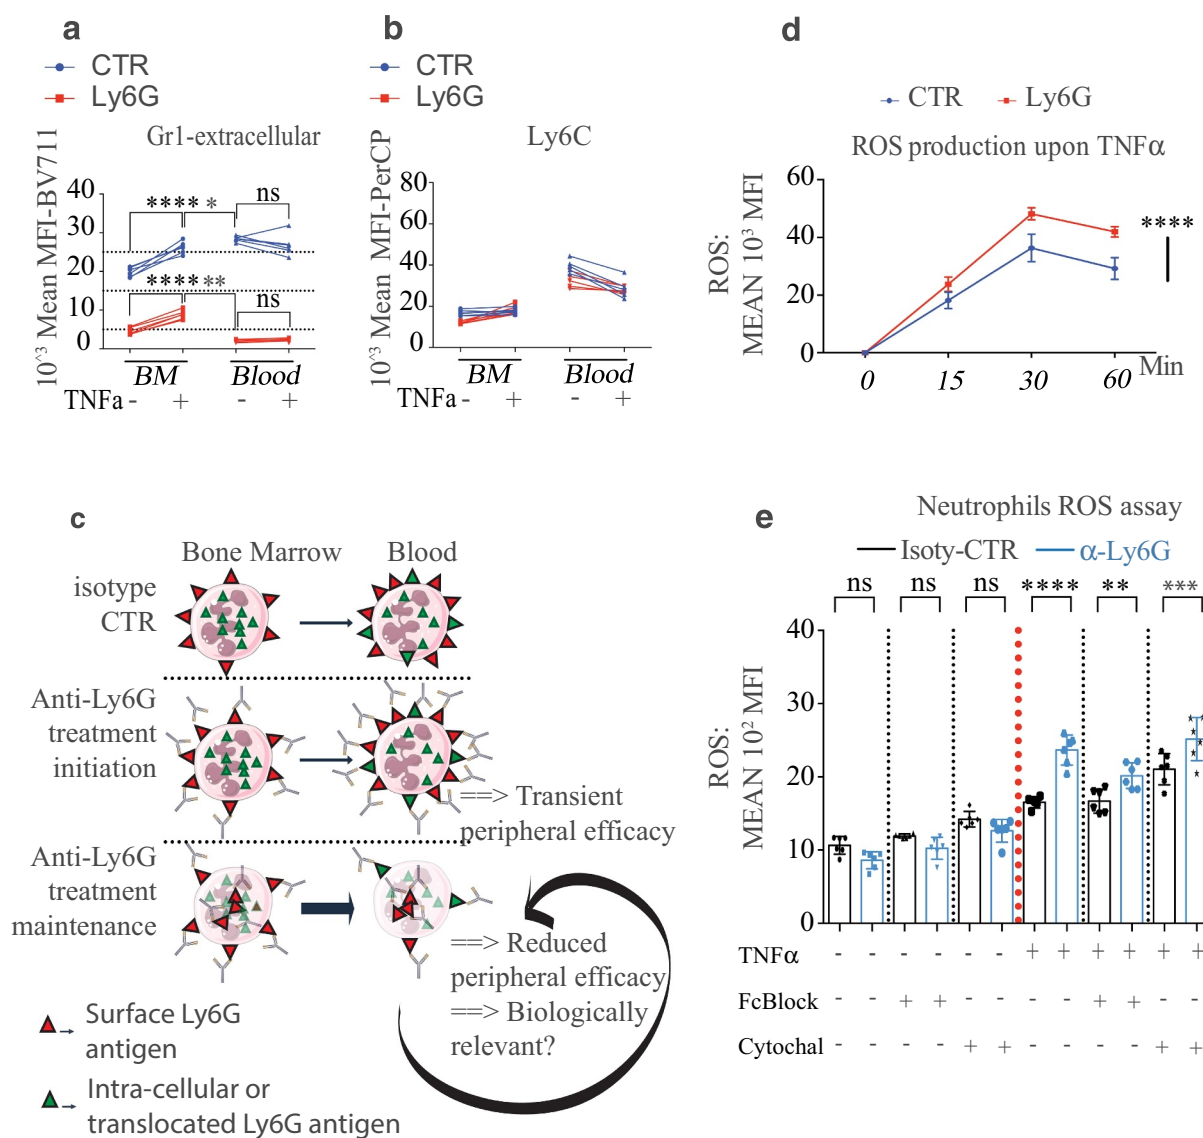 a
CTR
Ly6G
Gr1-extracellular
10^3 Mean MFI-BV711
40
30
20
10
0
**** *
ns
**** **
ns
BM
Blood
TNFa - + - +
b
CTR
Ly6G
Ly6C
10^3 Mean MFI-PerCP
80
60
40
20
0
BM
Blood
TNFa - + - +
d
CTR
Ly6G
ROS production upon TNFα
ROS:
MEAN 10³ MFI
60
40
20
0
****
0 15 30 60
Min
c
Bone Marrow
Blood
isotype
CTR
Anti-Ly6G
treatment
initiation
==> Transient
peripheral efficacy
Anti-Ly6G
treatment
maintenance
==> Reduced
peripheral efficacy
==> Biologically
relevant?
Surface Ly6G
antigen
Intra-cellular or
translocated Ly6G antigen
e
Neutrophils ROS assay
Isoty-CTR
α-Ly6G
ns ns ns **** ** ***
ROS:
MEAN 10² MFI
40
30
20
10
0
TNFα - - - - - - + + + + + +
FcBlock - - + + - - - - + + - -
Cytochal - - - - + + - - - - + +